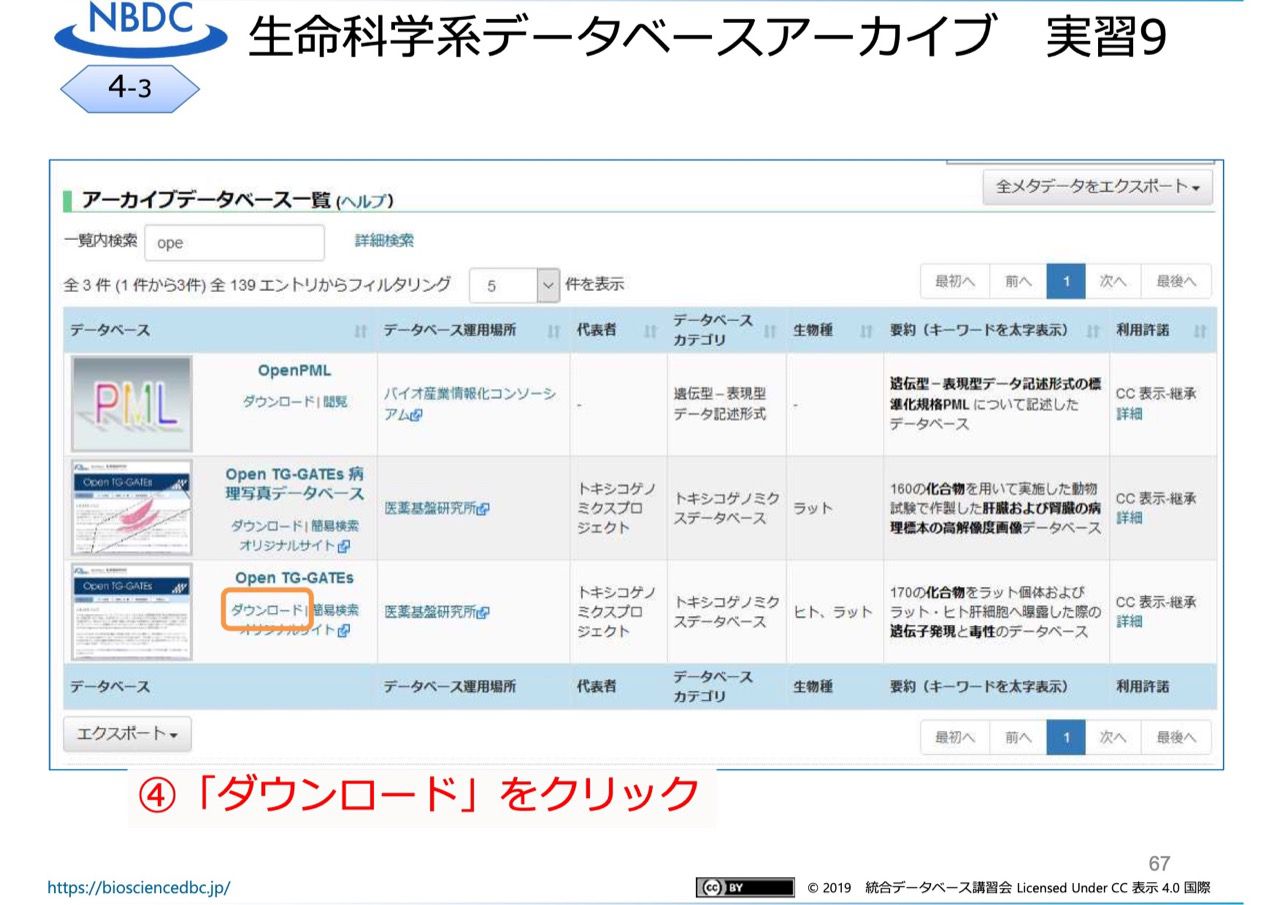 NBDC
生命科学系データベースアーカイブ 実習9
4-3
アーカイブデータベース一覧 (ヘルプ)
全メタデータをエクスポート
一覧内検索 ope 詳細検索
全 3 件 (1 件から3件) 全 139 エントリからフィルタリング 5 件を表示
最初へ 前へ 1 次へ 最後へ
データベース データベース運用場所 代表者 データベースカテゴリ 生物種 要約（キーワードを太字表示） 利用許諾
PML
OpenPML
ダウンロード| 閲覧
バイオ産業情報化コンソーシ
アム
-
遺伝型－表現型
データ記述形式
-
遺伝型－表現型データ記述形式の標
準化規格PML について記述した
データベース
CC 表示-継承
詳細
Open TG-GATEs
Open TG-GATEs 病
理写真データベース
ダウンロード| 簡易検索
オリジナルサイト
医薬基盤研究所
トキシコゲノ
ミクスプロ
ジェクト
トキシコゲノミク
スデータベース
ラット
160の化合物を用いて実施した動物
試験で作製した肝臓および腎臓の病
理標本の高解像度画像データベース
CC 表示-継承
詳細
Open TG-GATEs
Open TG-GATEs
ダウンロード| 簡易検索
オリジナルサイト
医薬基盤研究所
トキシコゲノ
ミクスプロ
ジェクト
トキシコゲノミク
スデータベース
ヒト、ラット
170の化合物をラット個体および
ラット・ヒト肝細胞へ曝露した際の
遺伝子発現と毒性のデータベース
CC 表示-継承
詳細
データベース データベース運用場所 代表者 データベースカテゴリ 生物種 要約（キーワードを太字表示） 利用許諾
エクスポート
最初へ 前へ 1 次へ 最後へ
④「ダウンロード」をクリック
67
https://biosciencedbc.jp/
cc BY © 2019 統合データベース講習会 Licensed Under CC 表示 4.0 国際